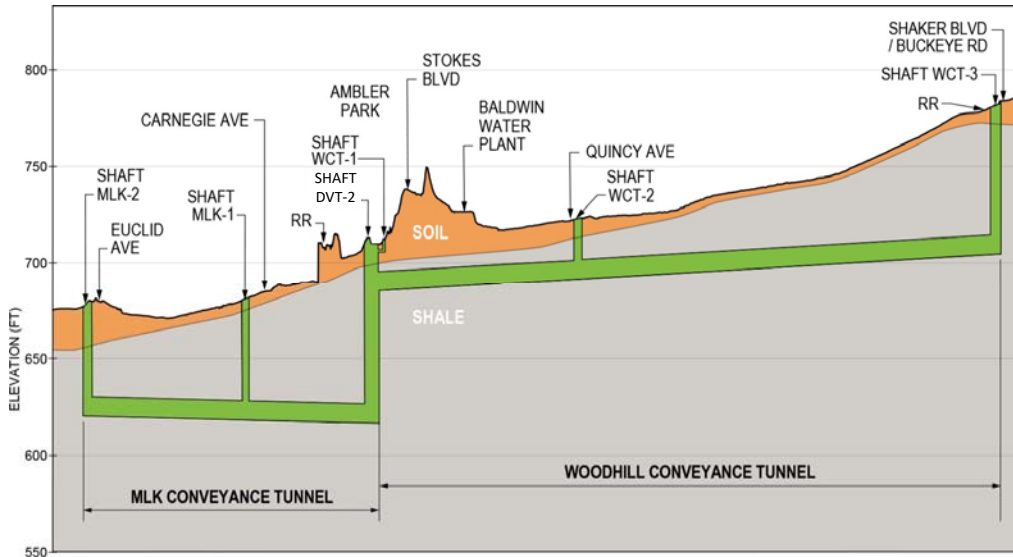 SHAKER BLVD
/ BUCKEYE RD
SHAFT WCT-3
RR
800
STOKES
BLVD
AMBLER
PARK
BALDWIN
WATER
PLANT
CARNEGIE AVE
SHAFT
WCT-1
SHAFT
DVT-2
QUINCY AVE
SHAFT
WCT-2
750
SHAFT
MLK-2
SHAFT
MLK-1
EUCLID
AVE
RR
SOIL
700
SHALE
650
ELEVATION (FT)
600
WOODHILL CONVEYANCE TUNNEL
MLK CONVEYANCE TUNNEL
550